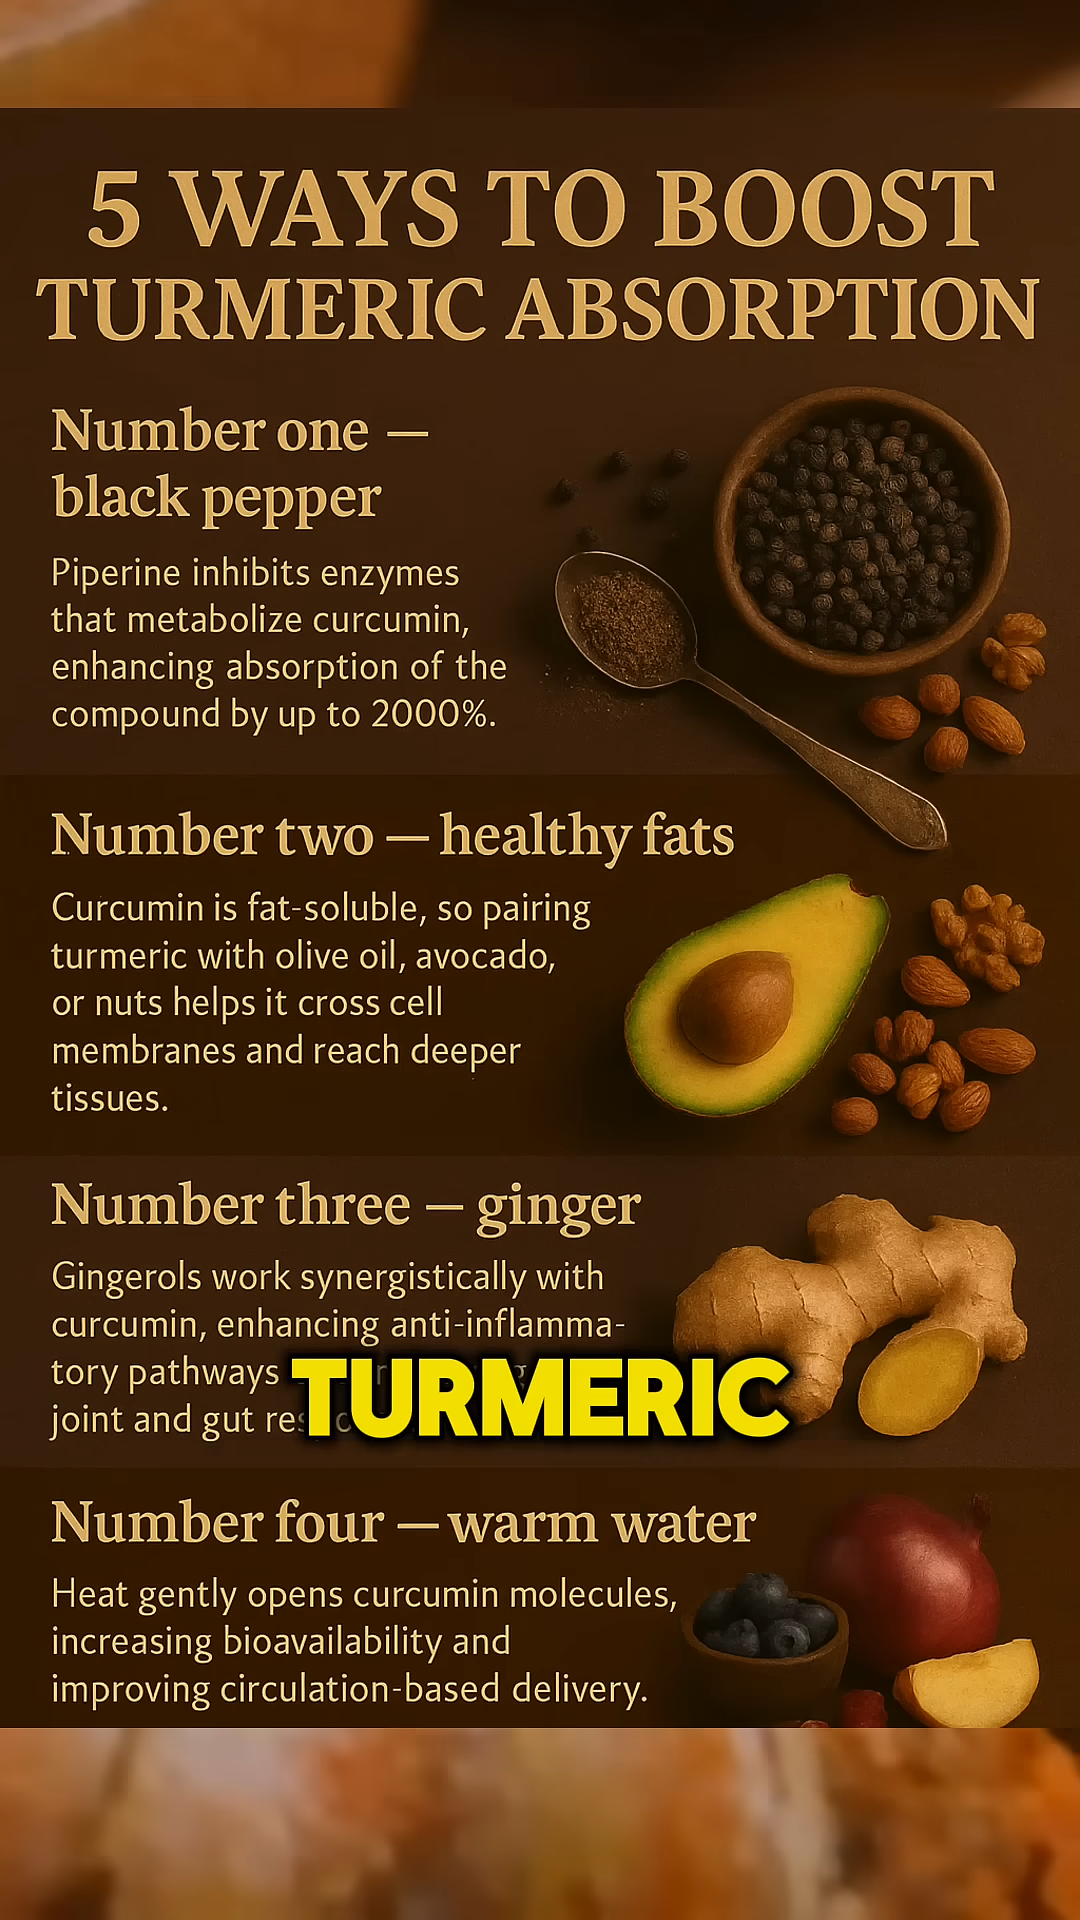 5 WAYS TO BOOST
TURMERIC ABSORPTION
Number one —
black pepper
Piperine inhibits enzymes
that metabolize curcumin,
enhancing absorption of the
compound by up to 2000%.
Number two — healthy fats
Curcumin is fat-soluble, so pairing
turmeric with olive oil, avocado,
or nuts helps it cross cell
membranes and reach deeper
tissues.
Number three — ginger
Gingerols work synergistically with
curcumin, enhancing anti-inflamma-
tory pathways
joint and gut
TURMERIC
Number four — warm water
Heat gently opens curcumin molecules,
increasing bioavailability and
improving circulation-based delivery.